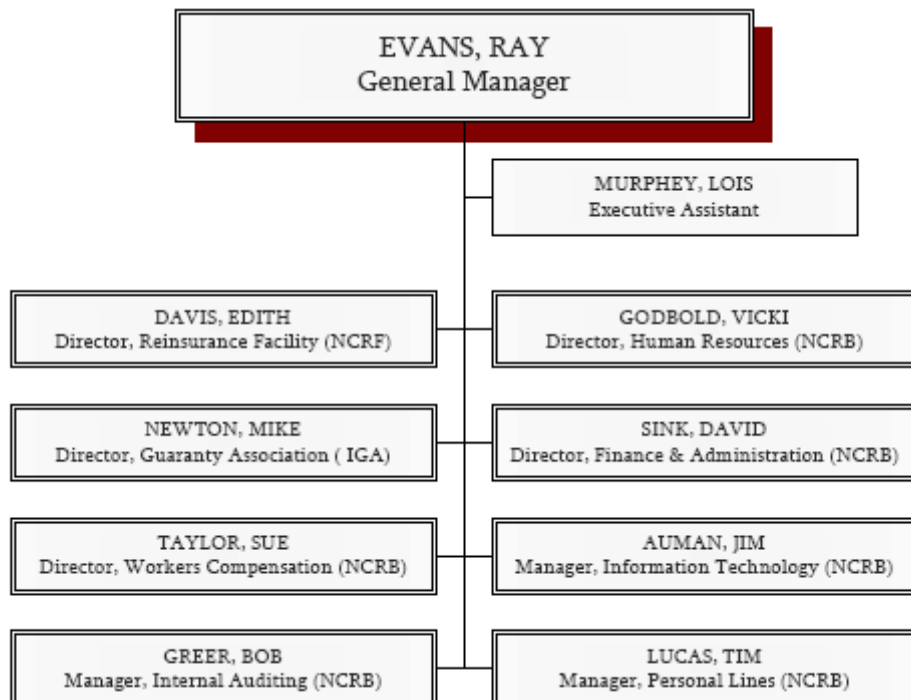 EVANS, RAY
General Manager
MURPHEY, LOIS
Executive Assistant
DAVIS, EDITH
Director, Reinsurance Facility (NCRF)
GODBOLD, VICKI
Director, Human Resources (NCRB)
NEWTON, MIKE
Director, Guaranty Association ( IGA)
SINK, DAVID
Director, Finance & Administration (NCRB)
TAYLOR, SUE
Director, Workers Compensation (NCRB)
AUMAN, JIM
Manager, Information Technology (NCRB)
GREER, BOB
Manager, Internal Auditing (NCRB)
LUCAS, TIM
Manager, Personal Lines (NCRB)